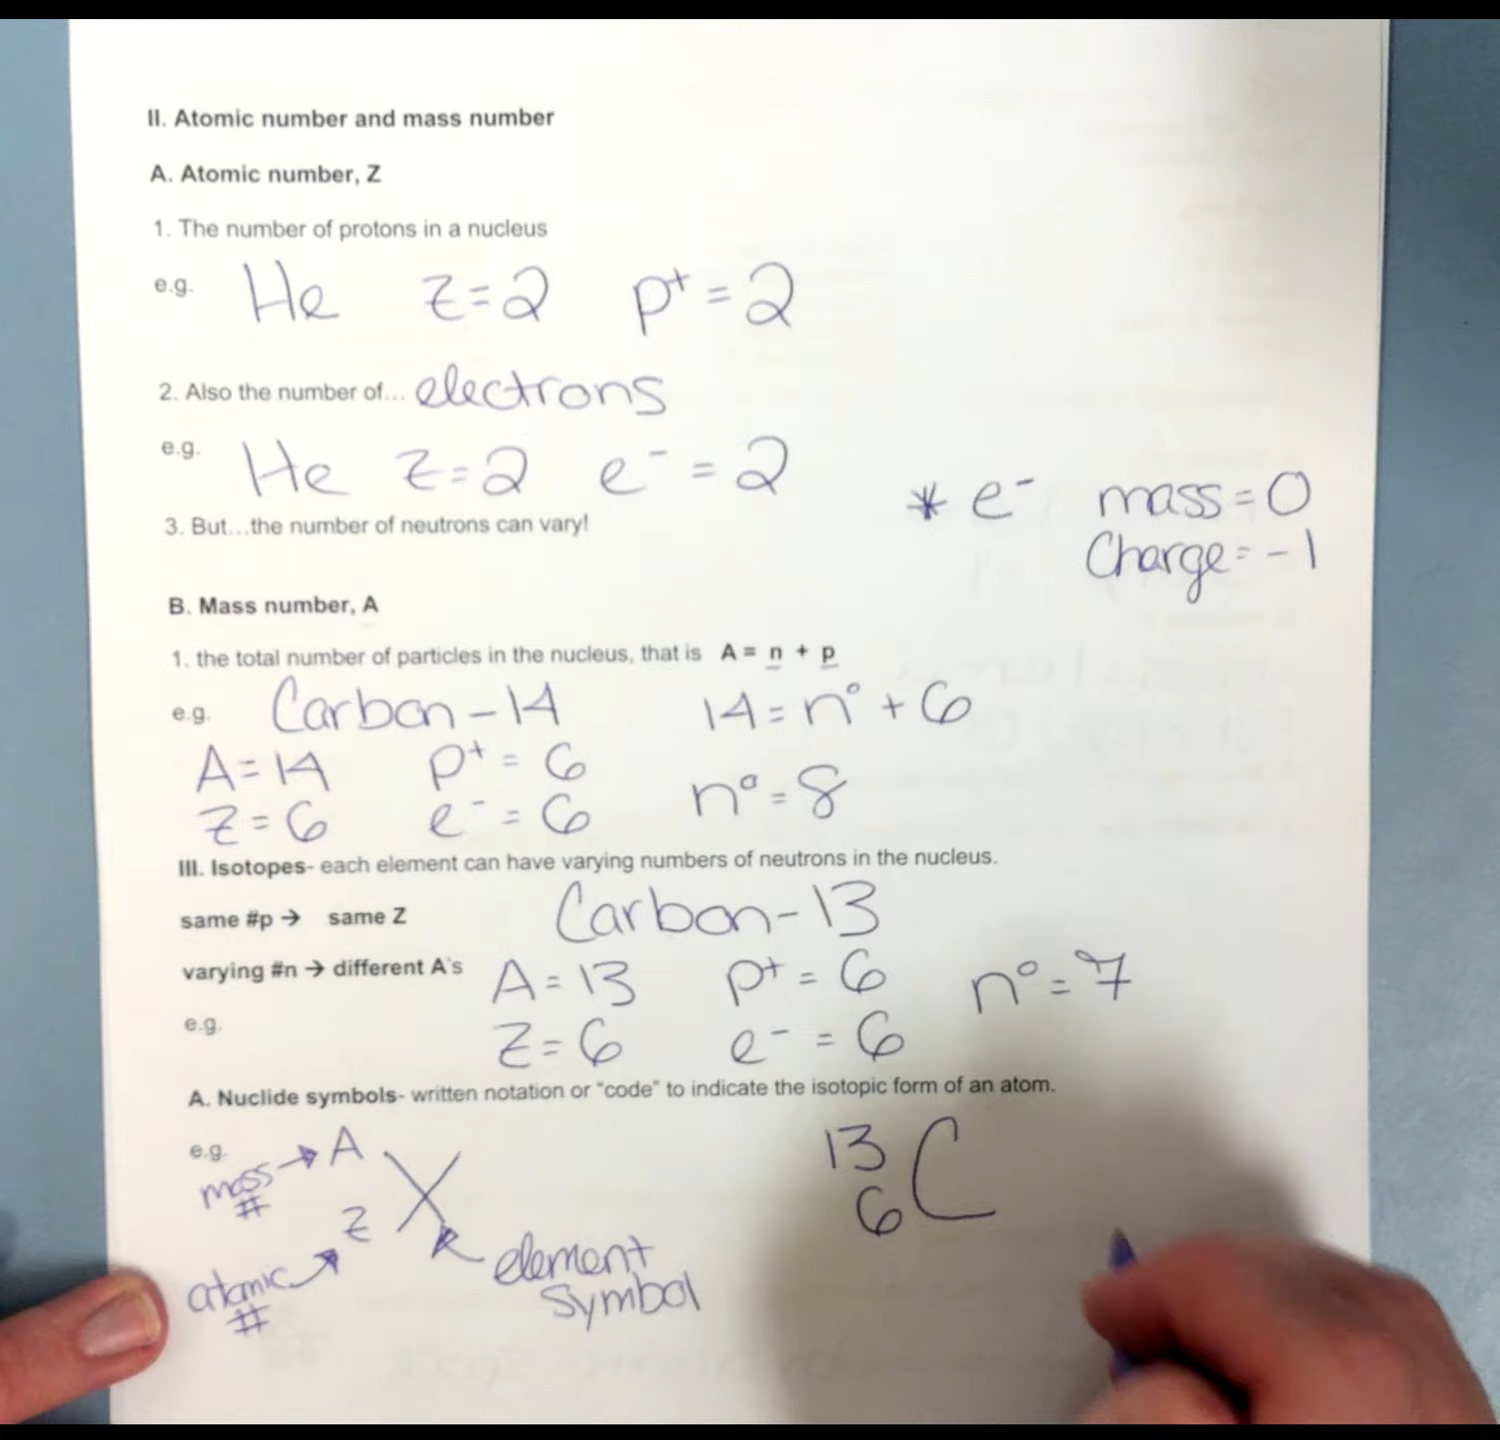 II. Atomic number and mass number
A. Atomic number, Z
1. The number of protons in a nucleus
e.g. He Z=2 p⁺ = 2
2. Also the number of... electrons
e.g. He Z=2 e⁻ = 2
* e⁻ mass = 0
Charge = -1
3. But...the number of neutrons can vary!
B. Mass number, A
1. the total number of particles in the nucleus, that is A = n + p
e.g. Carbon-14 14 = n⁰ + 6
A=14 p⁺ = 6
Z=6 e⁻ = 6 n⁰ = 8
III. Isotopes- each element can have varying numbers of neutrons in the nucleus.
same #p → same Z Carbon-13
varying #n → different A's A=13 p⁺ = 6 n⁰ = 7
e.g. Z=6 e⁻ = 6
A. Nuclide symbols- written notation or "code" to indicate the isotopic form of an atom.
e.g. mass # → A X 13 C
atomic # → Z 6
element symbol